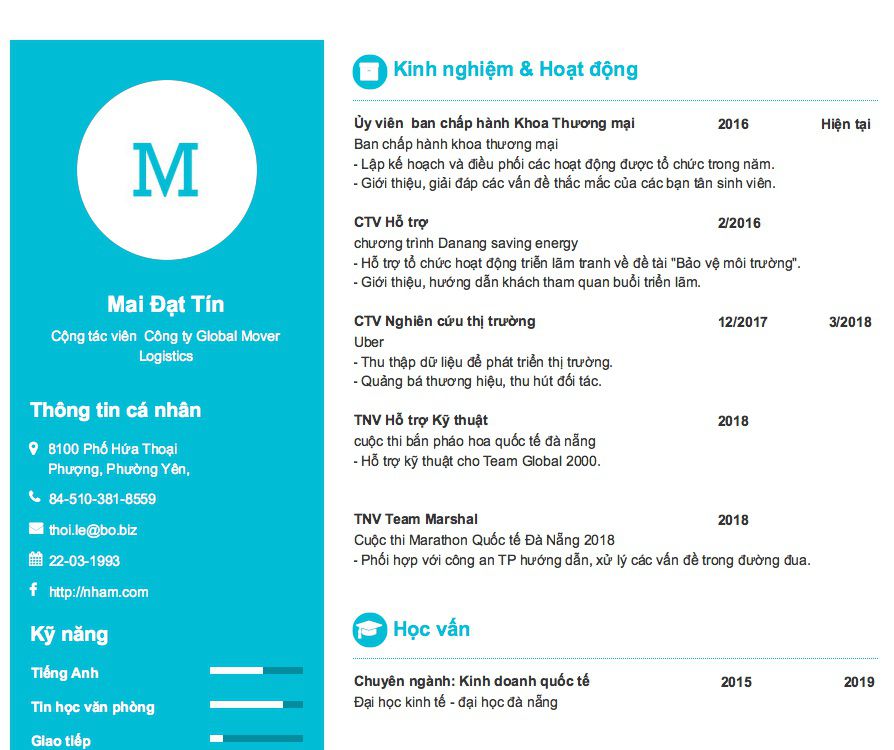 M
Mai Đạt Tín
Cộng tác viên Công ty Global Mover
Logistics
Thông tin cá nhân
8100 Phố Hứa Thoại
Phượng, Phường Yên,
84-510-381-8559
thoi.le@bo.biz
22-03-1993
http://nham.com
Kỹ năng
Tiếng Anh
Tin học văn phòng
Giao tiếp
Kinh nghiệm & Hoạt động
Ủy viên ban chấp hành Khoa Thương mại 2016 Hiện tại
Ban chấp hành khoa thương mại
- Lập kế hoạch và điều phối các hoạt động được tổ chức trong năm.
- Giới thiệu, giải đáp các vấn đề thắc mắc của các bạn tân sinh viên.
CTV Hỗ trợ 2/2016
chương trình Danang saving energy
- Hỗ trợ tổ chức hoạt động triễn lãm tranh về đề tài "Bảo vệ môi trường".
- Giới thiệu, hướng dẫn khách tham quan buổi triển lãm.
CTV Nghiên cứu thị trường 12/2017 3/2018
Uber
- Thu thập dữ liệu để phát triển thị trường.
- Quảng bá thương hiệu, thu hút đối tác.
TNV Hỗ trợ Kỹ thuật 2018
cuộc thi bắn pháo hoa quốc tế đà nẵng
- Hỗ trợ kỹ thuật cho Team Global 2000.
TNV Team Marshal 2018
Cuộc thi Marathon Quốc tế Đà Nẵng 2018
- Phối hợp với công an TP hướng dẫn, xử lý các vấn đề trong đường đua.
Học vấn
Chuyên ngành: Kinh doanh quốc tế 2015 2019
Đại học kinh tế - đại học đà nẵng